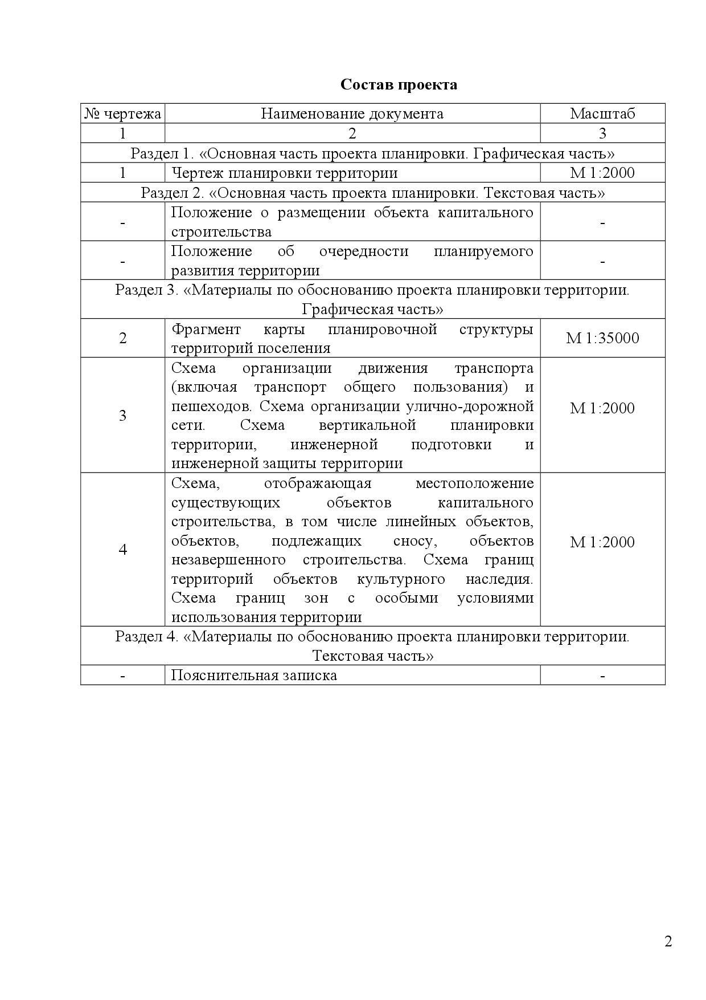 Состав проекта
№ чертежа Наименование документа Масштаб
1 2 3
Раздел 1. «Основная часть проекта планировки. Графическая часть»
1 Чертеж планировки территории М 1:2000
Раздел 2. «Основная часть проекта планировки. Текстовая часть»
- Положение о размещении объекта капитального -
строительства
- Положение об очередности планируемого -
развития территории
Раздел 3. «Материалы по обоснованию проекта планировки территории.
Графическая часть»
2 Фрагмент карты планировочной структуры М 1:35000
территорий поселения
3 Схема организации движения транспорта М 1:2000
(включая транспорт общего пользования) и
пешеходов. Схема организации улично-дорожной
сети. Схема вертикальной планировки
территории, инженерной подготовки и
инженерной защиты территории
4 Схема, отображающая местоположение М 1:2000
существующих объектов капитального
строительства, в том числе линейных объектов,
объектов, подлежащих сносу, объектов
незавершенного строительства. Схема границ
территорий объектов культурного наследия.
Схема границ зон с особыми условиями
использования территории
Раздел 4. «Материалы по обоснованию проекта планировки территории.
Текстовая часть»
- Пояснительная записка -
2